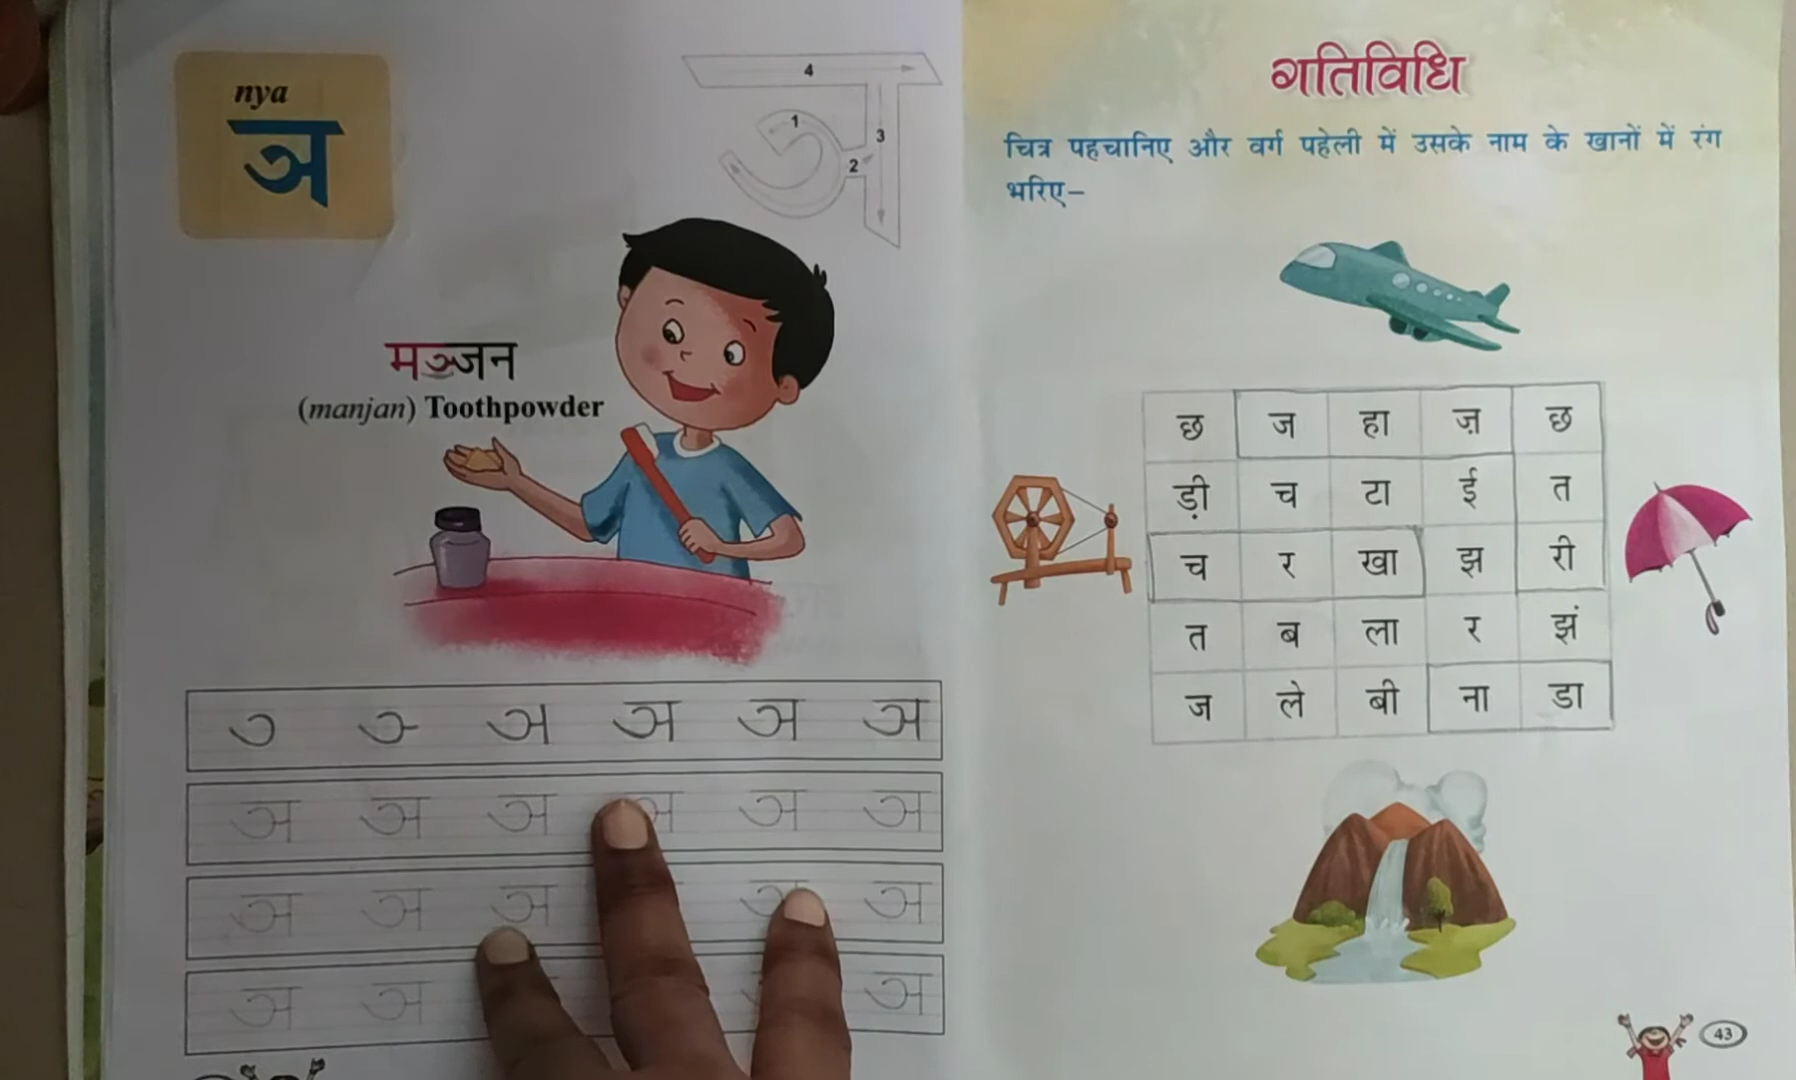 nya
ञ
4
1
3
2
मञ्जन
(manjan) Toothpowder
ञ ञ ञ ञ
ञ ञ ञ ञ ञ ञ
ञ ञ ञ ञ ञ
ञ ञ ञ
गतिविधि
चित्र पहचानिए और वर्ग पहेली में उसके नाम के खानों में रंग
भरिए–
छ ज हा ज़ छ
ड़ी च टा ई त
च र खा झ री
त ब ला र झं
ज ले बी ना डा
43